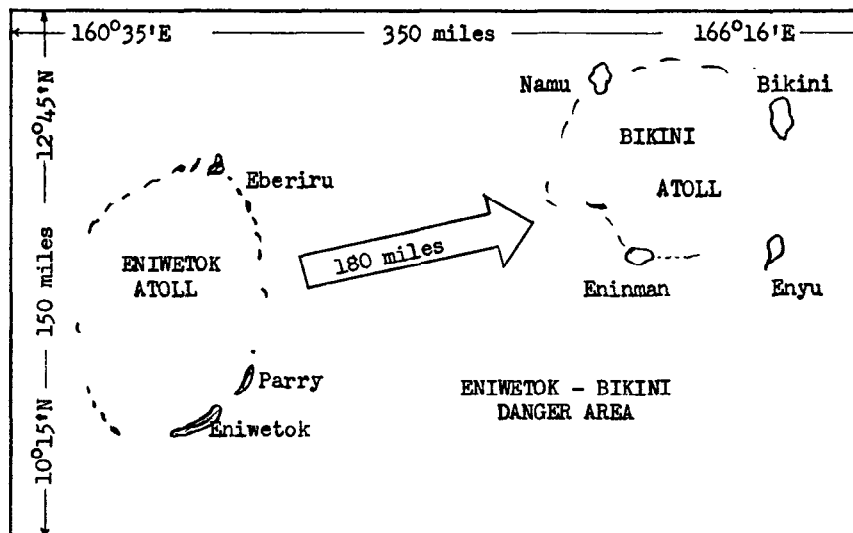 160°35'E 350 miles 166°16'E
12°45'N
150 miles
10°15'N
Namu
Bikini
BIKINI
ATOLL
Eberiru
180 miles
ENIWETOK
ATOLL
Eninman
Enyu
Parry
Eniwetok
ENIWETOK - BIKINI
DANGER AREA